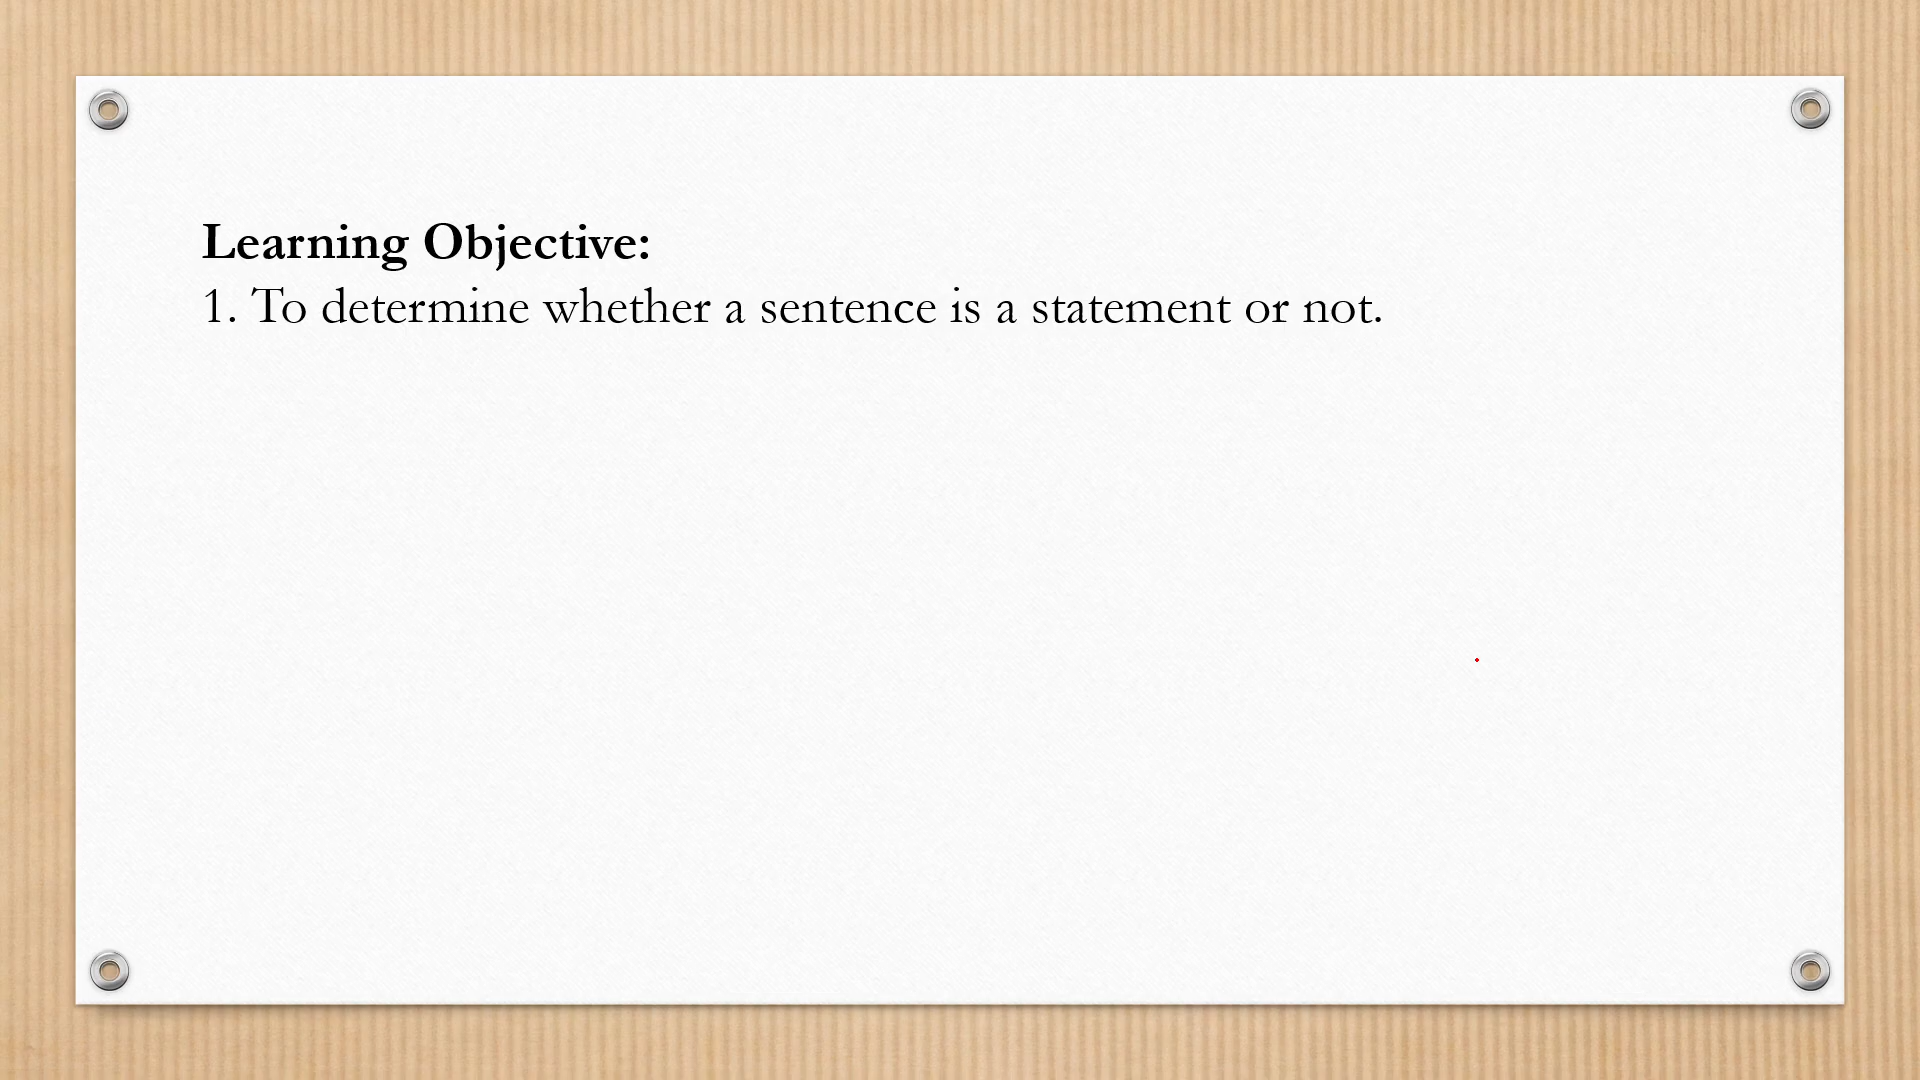 Learning Objective:
1. To determine whether a sentence is a statement or not.